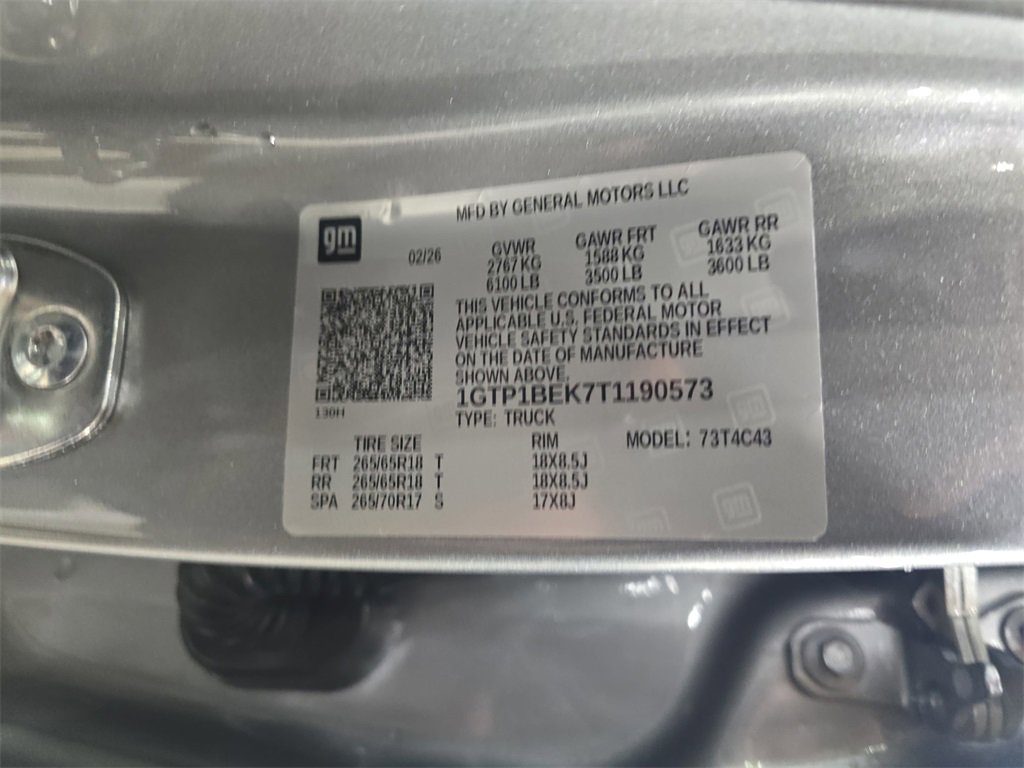 gm
MFD BY GENERAL MOTORS LLC
02/26
GVWR
2767 KG
6100 LB
GAWR FRT
1588 KG
3500 LB
GAWR RR
1633 KG
3600 LB
THIS VEHICLE CONFORMS TO ALL
APPLICABLE U.S. FEDERAL MOTOR
VEHICLE SAFETY STANDARDS IN EFFECT
ON THE DATE OF MANUFACTURE
SHOWN ABOVE.
1GTP1BEK7T1190573
130H
TYPE: TRUCK
TIRE SIZE RIM MODEL: 73T4C43
FRT 265/65R18 T 18X8.5J
RR 265/65R18 T 18X8.5J
SPA 265/70R17 S 17X8J
gm